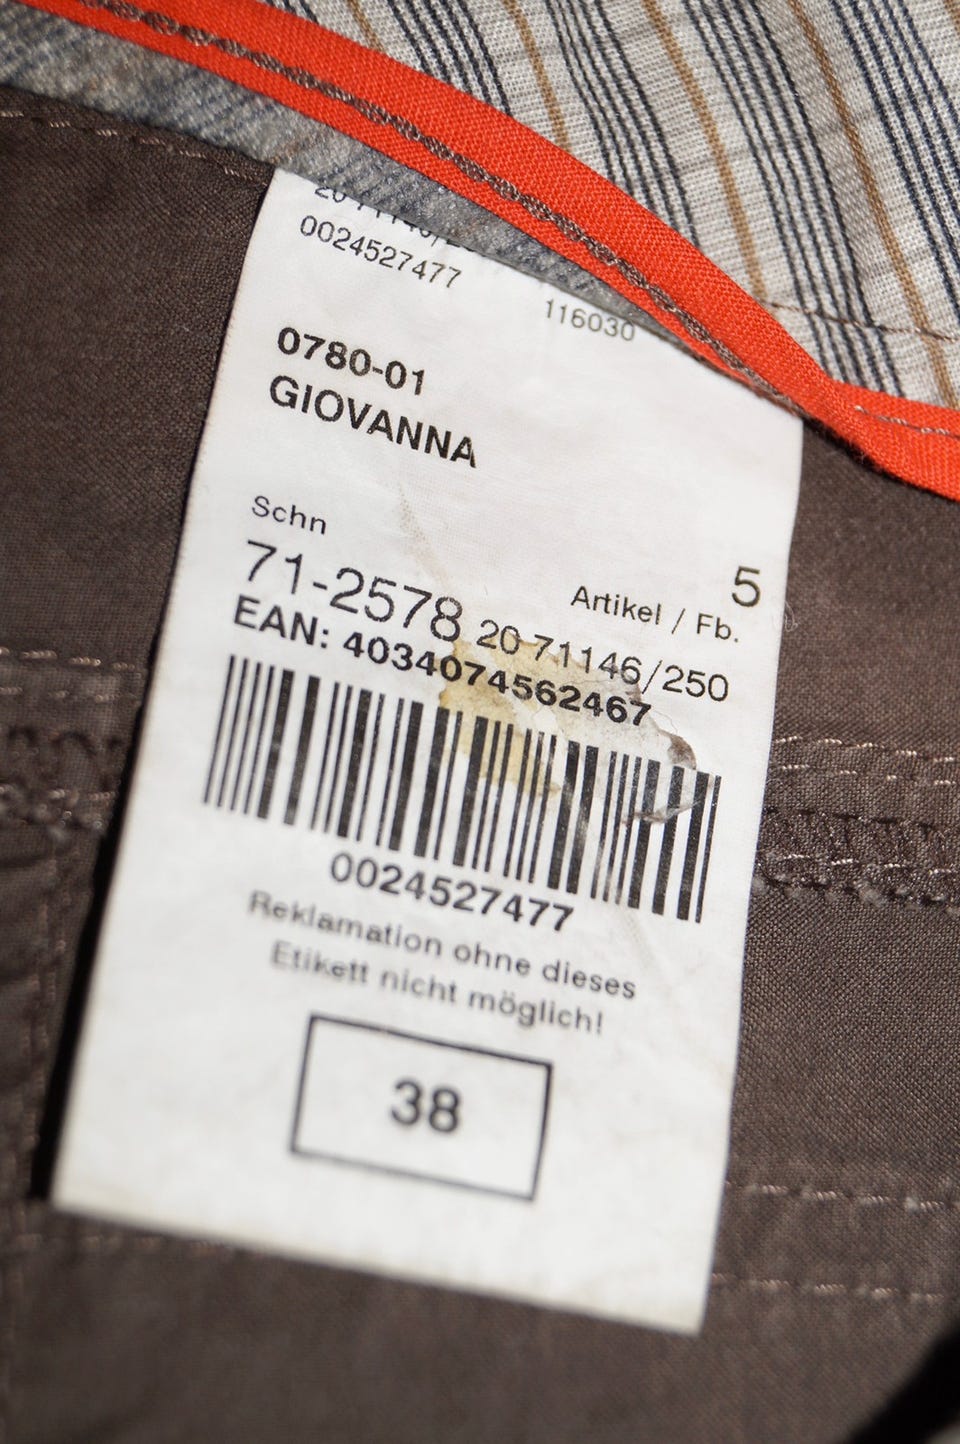 0024527477
116030
0780-01
GIOVANNA
Schn
5
71-2578
Artikel / Fb.
20 71146/250
EAN: 4034074562467
0024527477
Reklamation ohne dieses
Etikett nicht möglich!
38